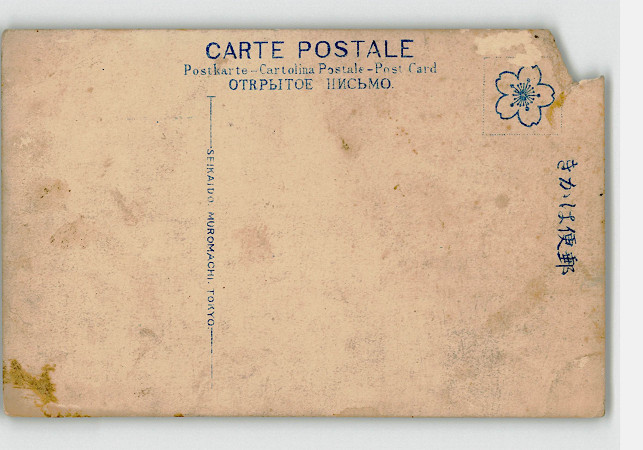 CARTE POSTALE
Postkarte-Cartolina Postale-Post Card
ОТКРЫТОЕ ПИСЬМО.
SEIKAIDO, MUROMACHI, TOKYO.
きかは便郵